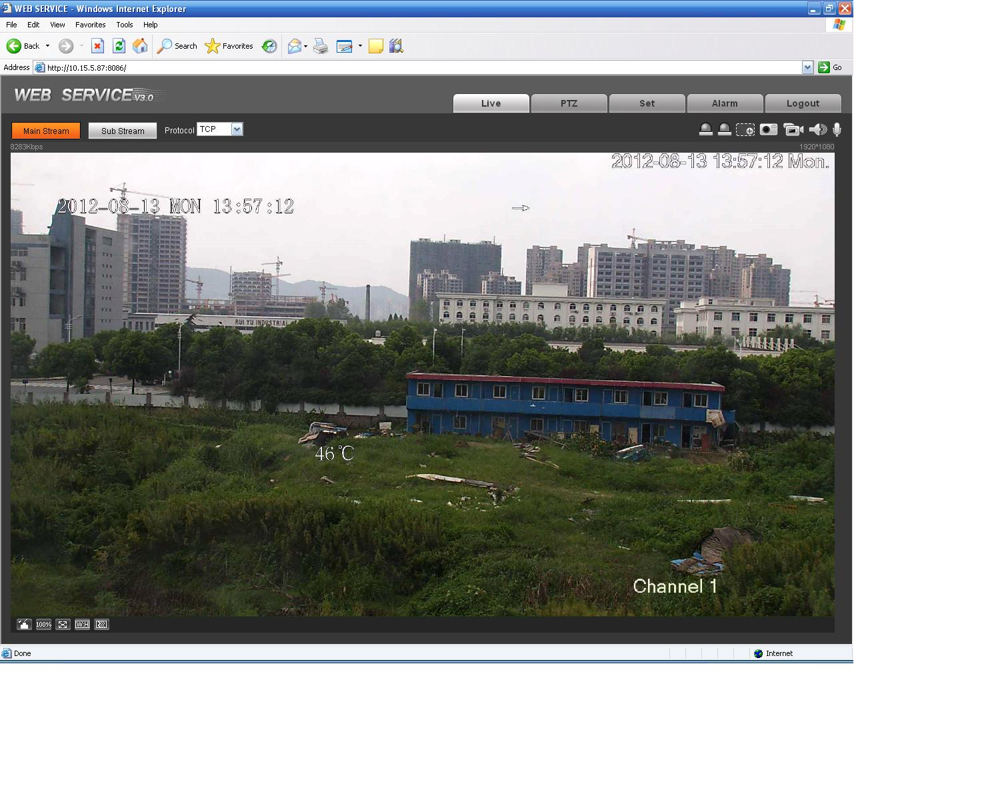 WEB SERVICE - Windows Internet Explorer
File Edit View Favorites Tools Help
Back Search Favorites
Address http://10.15.5.87:8086/ Go
WEB SERVICE V3.0
Live PTZ Set Alarm Logout
Main Stream Sub Stream Protocol TCP
8283Kbps 1920*1080
2012-08-13 13:57:12 Mon.
2012-08-13 MON 13:57:12
RUI YU INDUSTRIAL
46℃
Channel 1
100% W:H
Done Internet